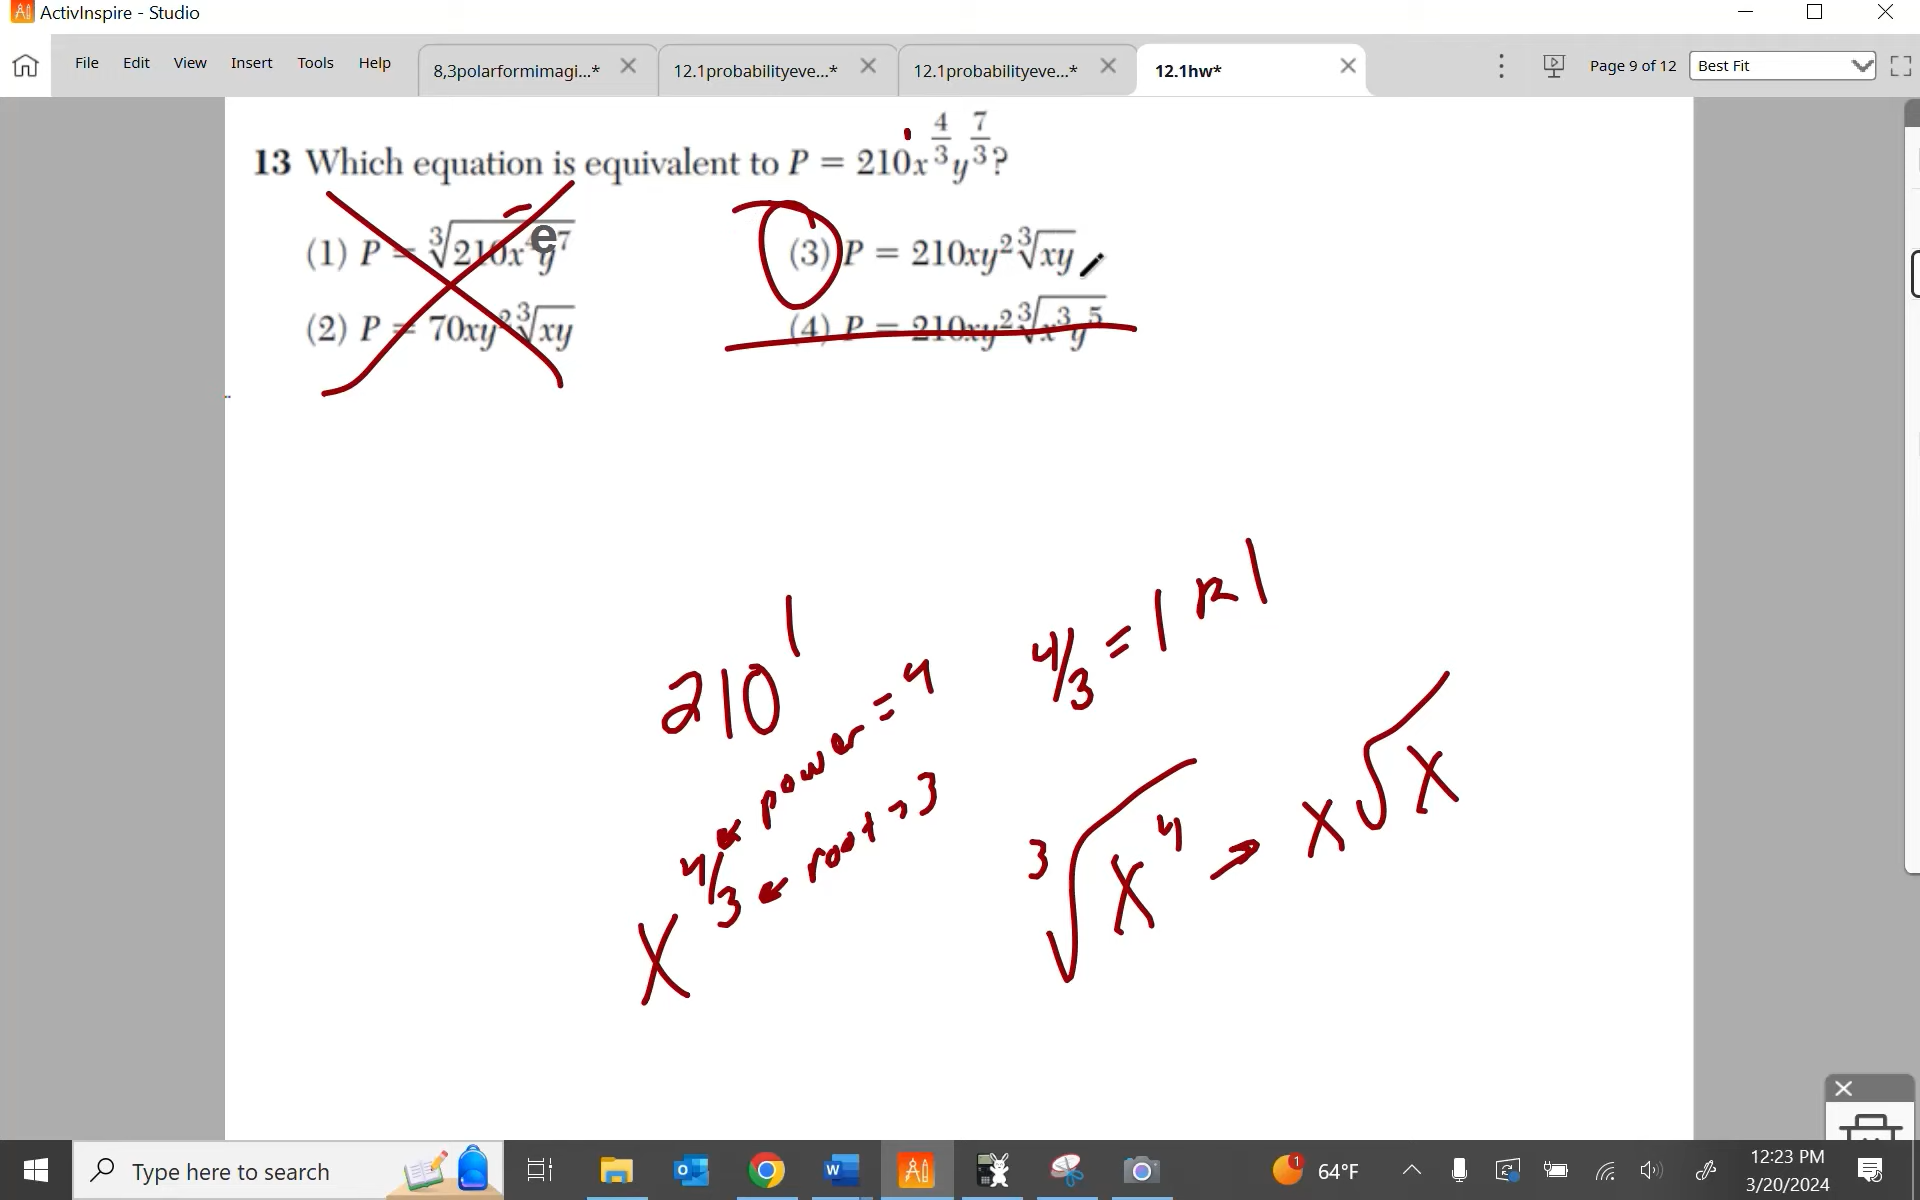 ActivInspire - Studio
File Edit View Insert Tools Help
8,3polarformimagi...* 12.1probabilityeve...* 12.1probabilityeve...* 12.1hw*
Page 9 of 12 Best Fit
13 Which equation is equivalent to P = 210x^{4/3}y^{7/3}?
(1) P = ∛(210x⁴y⁷)
e
(3) P = 210xy²∛(xy)
(2) P = 70xy²∛(xy)
(4) P = 210xy²∛(x³y⁵)
210¹
4/3 = 1 R 1
x^{4/3}
power = 4
root → 3
∛(x⁴) → x√x
Type here to search
1
64°F
12:23 PM
3/20/2024